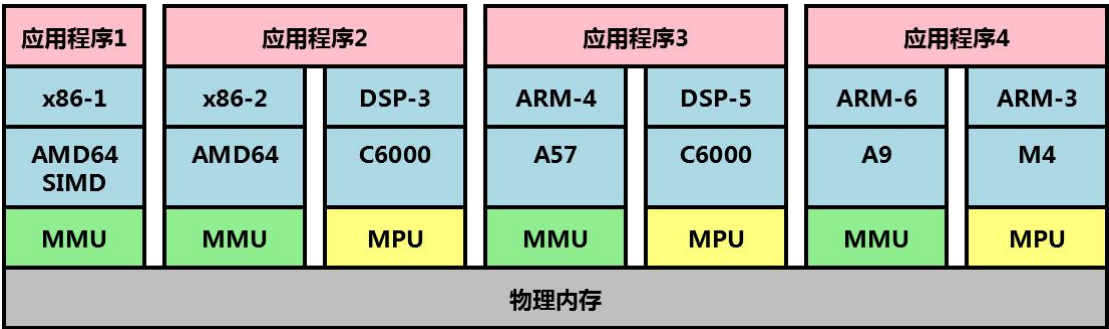 应用程序1 应用程序2 应用程序3 应用程序4
x86-1 x86-2 DSP-3 ARM-4 DSP-5 ARM-6 ARM-3
AMD64 AMD64 C6000 A57 C6000 A9 M4
SIMD
MMU MMU MPU MMU MPU MMU MPU
物理内存